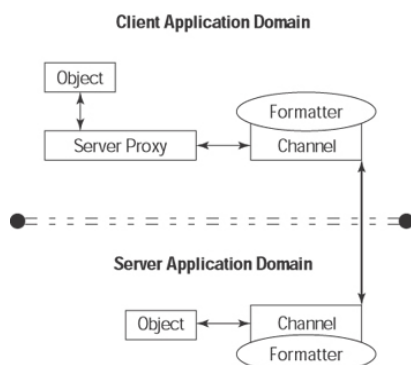 Client Application Domain
Object
Formatter
Server Proxy
Channel
Server Application Domain
Object
Channel
Formatter